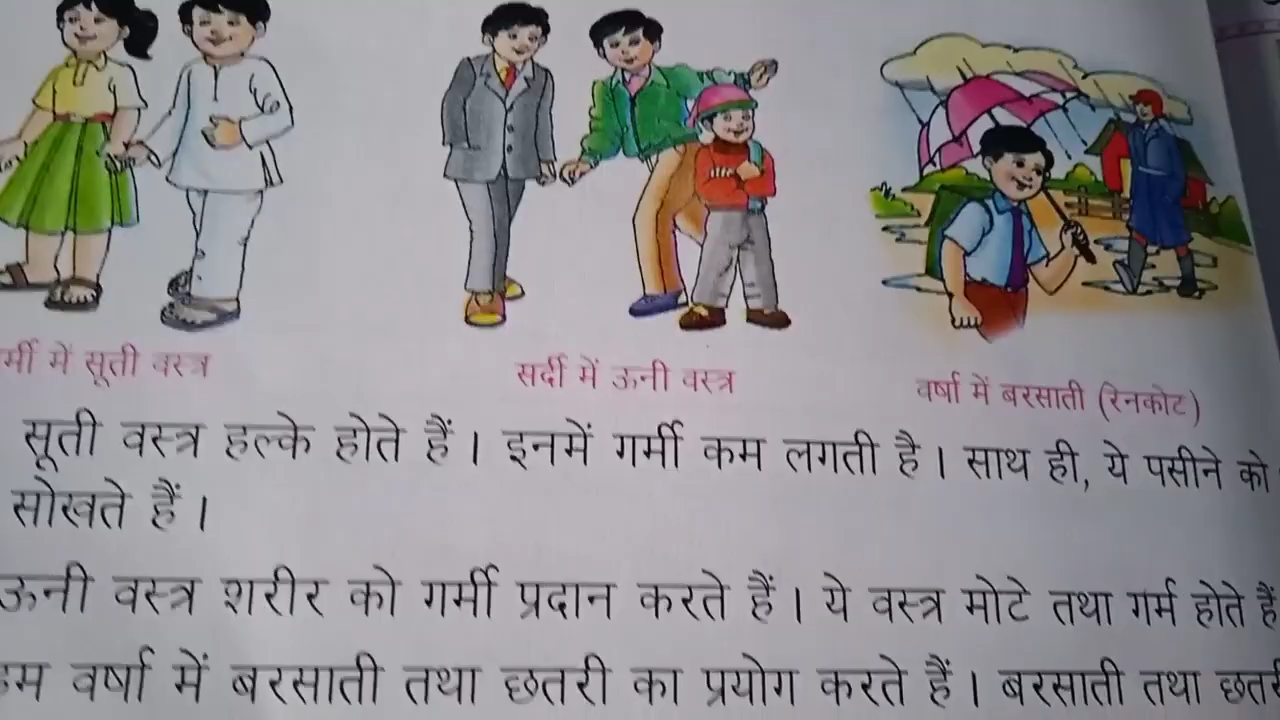 र्मी में सूती वस्त्र
सर्दी में ऊनी वस्त्र
वर्षा में बरसाती (रेनकोट)
सूती वस्त्र हल्के होते हैं। इनमें गर्मी कम लगती है। साथ ही, ये पसीने को
सोखते हैं।
ऊनी वस्त्र शरीर को गर्मी प्रदान करते हैं। ये वस्त्र मोटे तथा गर्म होते हैं
वर्षा में बरसाती तथा छतरी का प्रयोग करते हैं। बरसाती तथा